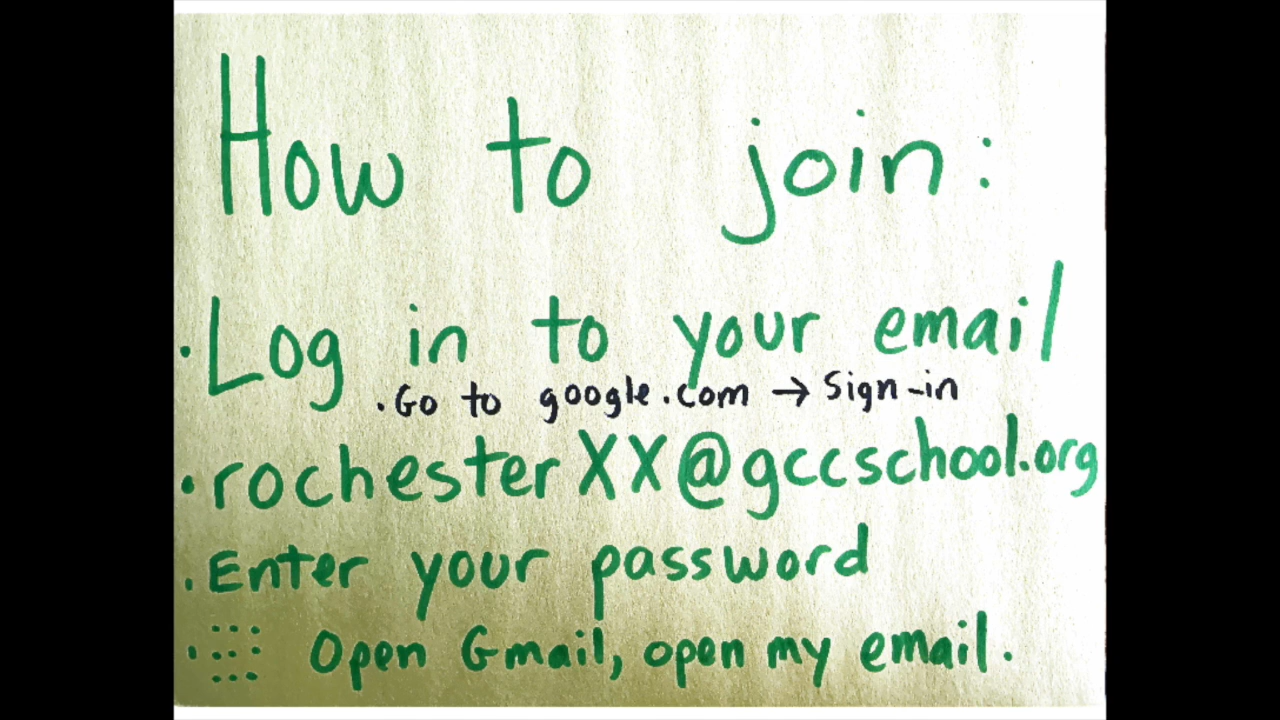 How to join:
· Log in to your email
· Go to google.com → Sign-in
· rochesterXX@gccschool.org
· Enter your password
· Open Gmail, open my email.